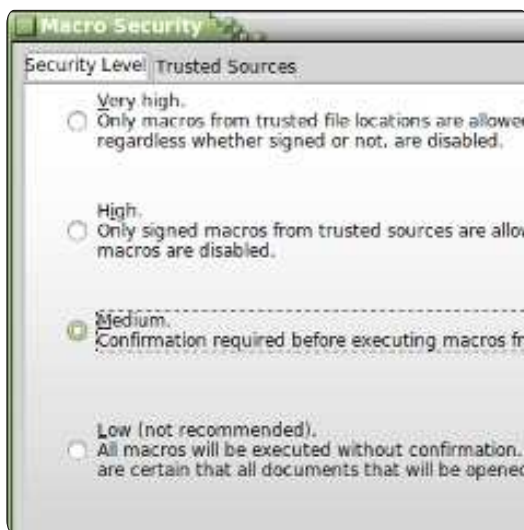 Macro Security
Security Level Trusted Sources
Very high.
Only macros from trusted file locations are allowed
regardless whether signed or not, are disabled.
High.
Only signed macros from trusted sources are allow
macros are disabled.
Medium.
Confirmation required before executing macros fr
Low (not recommended).
All macros will be executed without confirmation.
are certain that all documents that will be opened